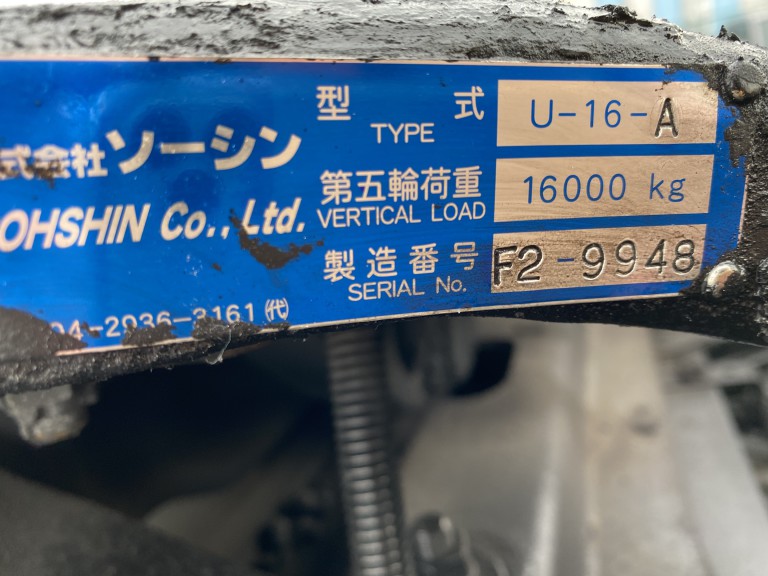 型式 U-16-A
TYPE
式会社ソーシン
第五輪荷重 16000 kg
OHSHIN Co., Ltd. VERTICAL LOAD
製造番号 F2-9948
SERIAL No.
04-2936-3161㈹